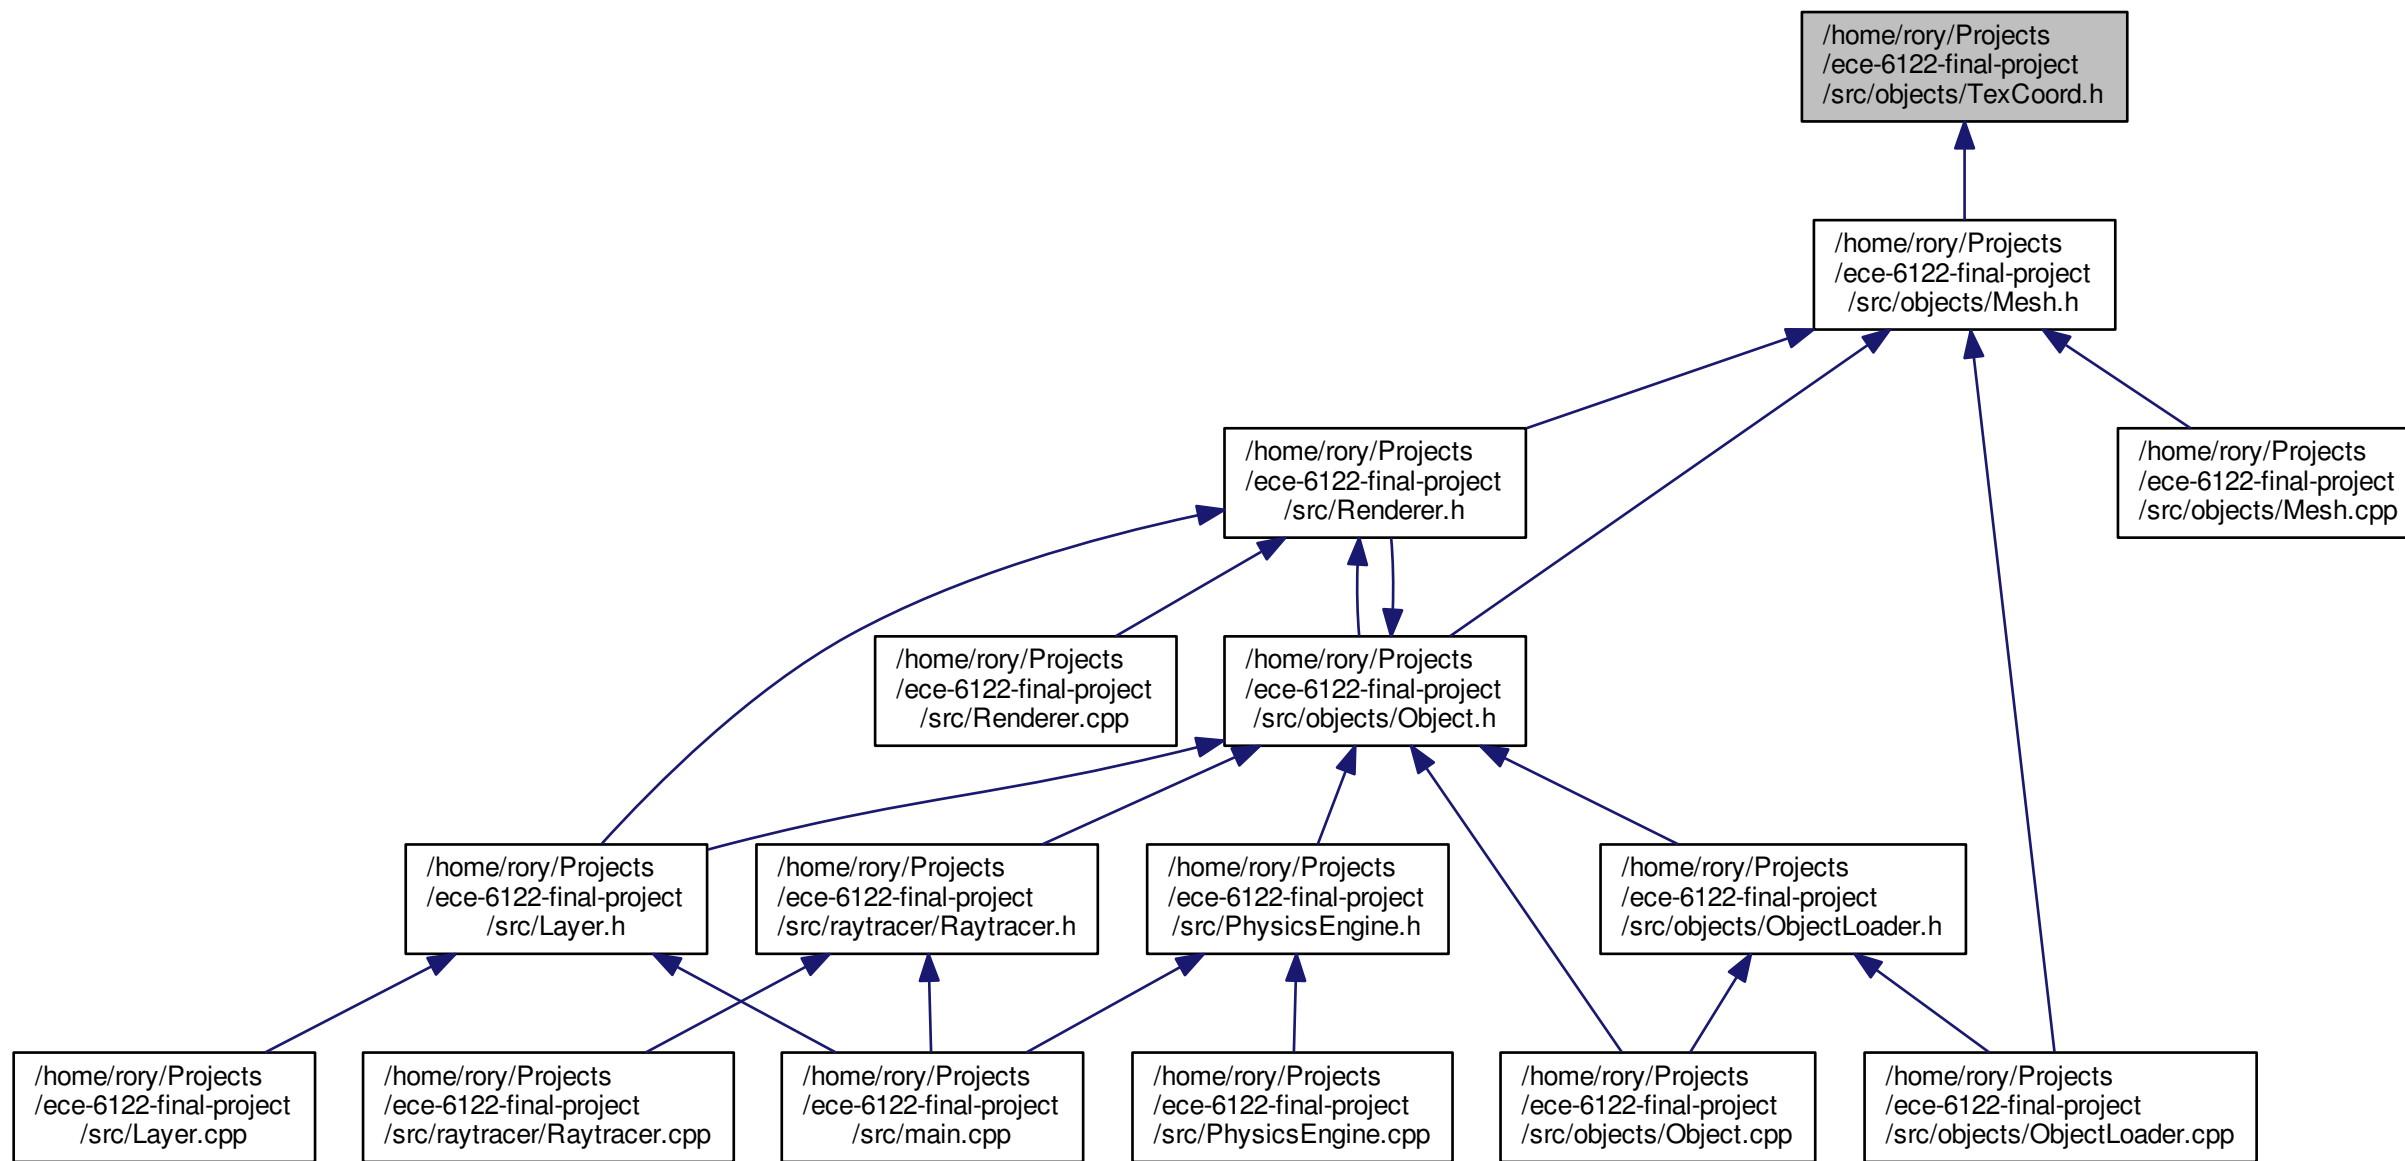 /home/rory/Projects
/ece-6122-final-project
/src/objects/TexCoord.h
/home/rory/Projects
/ece-6122-final-project
/src/objects/Mesh.h
/home/rory/Projects
/ece-6122-final-project
/src/Renderer.h
/home/rory/Projects
/ece-6122-final-project
/src/objects/Mesh.cpp
/home/rory/Projects
/ece-6122-final-project
/src/Renderer.cpp
/home/rory/Projects
/ece-6122-final-project
/src/objects/Object.h
/home/rory/Projects
/ece-6122-final-project
/src/Layer.h
/home/rory/Projects
/ece-6122-final-project
/src/raytracer/Raytracer.h
/home/rory/Projects
/ece-6122-final-project
/src/PhysicsEngine.h
/home/rory/Projects
/ece-6122-final-project
/src/objects/ObjectLoader.h
/home/rory/Projects
/ece-6122-final-project
/src/Layer.cpp
/home/rory/Projects
/ece-6122-final-project
/src/raytracer/Raytracer.cpp
/home/rory/Projects
/ece-6122-final-project
/src/main.cpp
/home/rory/Projects
/ece-6122-final-project
/src/PhysicsEngine.cpp
/home/rory/Projects
/ece-6122-final-project
/src/objects/Object.cpp
/home/rory/Projects
/ece-6122-final-project
/src/objects/ObjectLoader.cpp